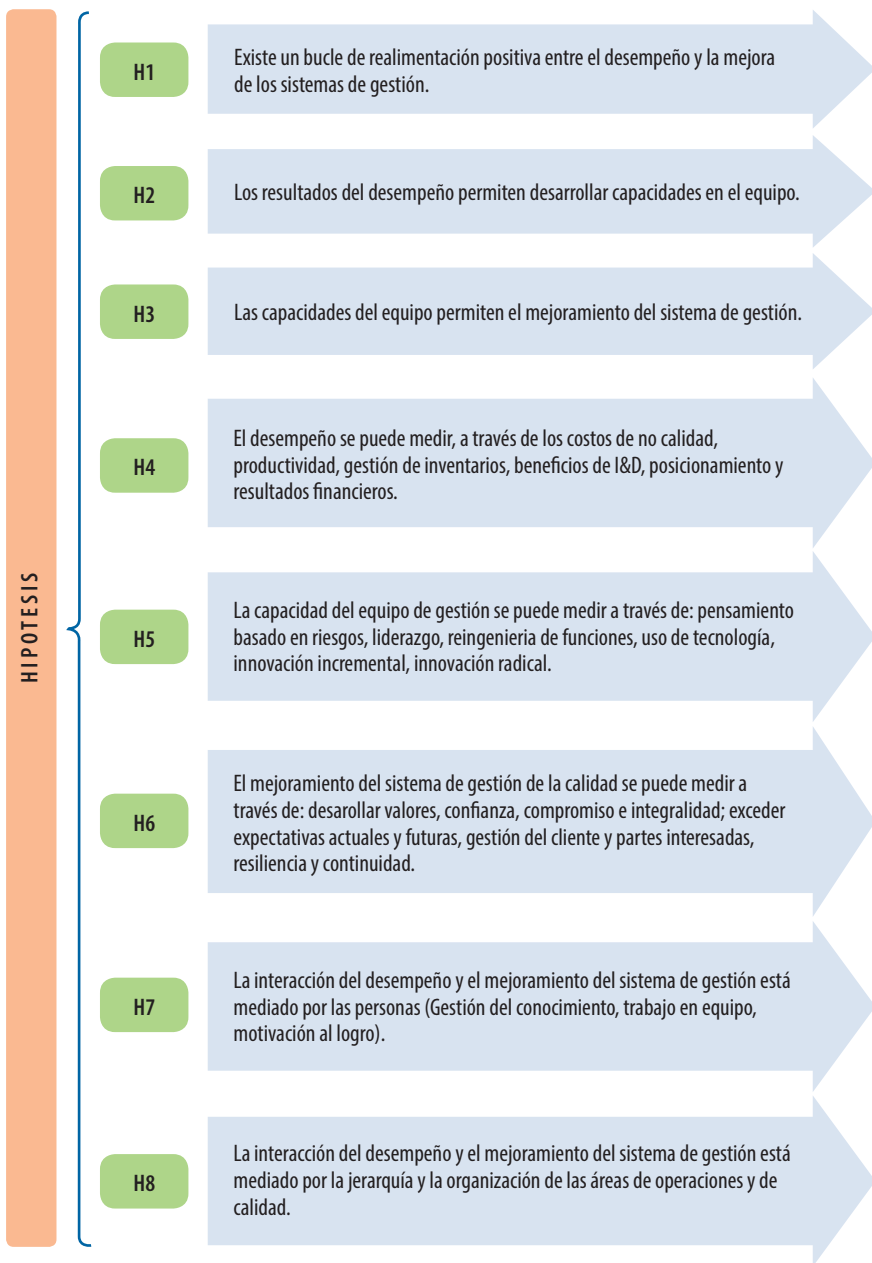 HIPOTESIS
H1
Existe un bucle de realimentación positiva entre el desempeño y la mejora
de los sistemas de gestión.
H2
Los resultados del desempeño permiten desarrollar capacidades en el equipo.
H3
Las capacidades del equipo permiten el mejoramiento del sistema de gestión.
H4
El desempeño se puede medir, a través de los costos de no calidad,
productividad, gestión de inventarios, beneficios de I&D, posicionamiento y
resultados financieros.
H5
La capacidad del equipo de gestión se puede medir a través de: pensamiento
basado en riesgos, liderazgo, reingenieria de funciones, uso de tecnología,
innovación incremental, innovación radical.
H6
El mejoramiento del sistema de gestión de la calidad se puede medir a
través de: desarollar valores, confianza, compromiso e integralidad; exceder
expectativas actuales y futuras, gestión del cliente y partes interesadas,
resiliencia y continuidad.
H7
La interacción del desempeño y el mejoramiento del sistema de gestión está
mediado por las personas (Gestión del conocimiento, trabajo en equipo,
motivación al logro).
H8
La interacción del desempeño y el mejoramiento del sistema de gestión está
mediado por la jerarquía y la organización de las áreas de operaciones y de
calidad.